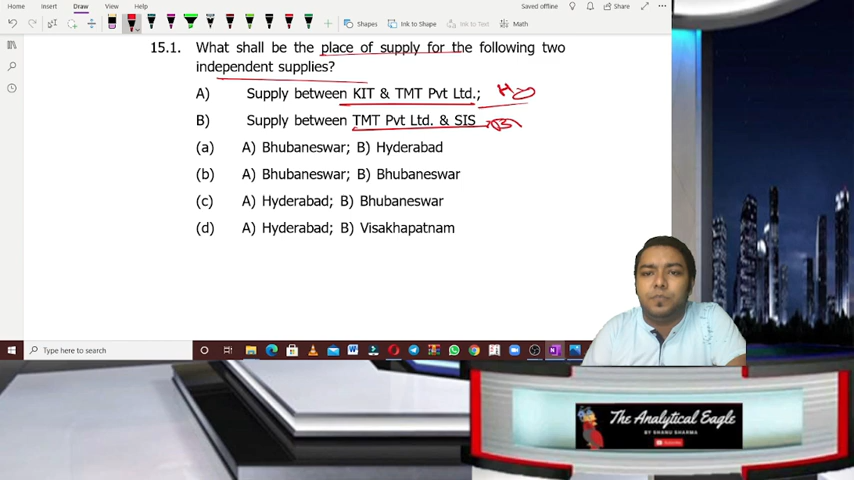 Home Insert Draw View Help Saved offline Share
Shapes Ink to Shape Ink to Text Math
15.1. What shall be the place of supply for the following two
independent supplies?
A) Supply between KIT & TMT Pvt Ltd.; H
B) Supply between TMT Pvt Ltd. & SIS B
(a) A) Bhubaneswar; B) Hyderabad
(b) A) Bhubaneswar; B) Bhubaneswar
(c) A) Hyderabad; B) Bhubaneswar
(d) A) Hyderabad; B) Visakhapatnam
Type here to search
The Analytical Eagle
BY SHANU SHARMA